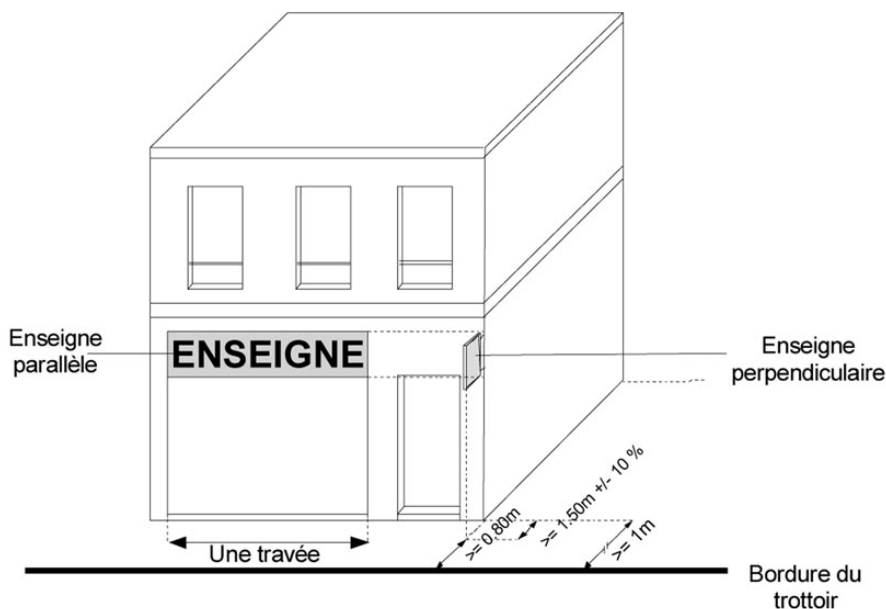 Enseigne
parallèle
ENSEIGNE
Enseigne
perpendiculaire
>= 0.80m
>= 1.50m +/- 10 %
>= 1m
Une travée
Bordure du
trottoir